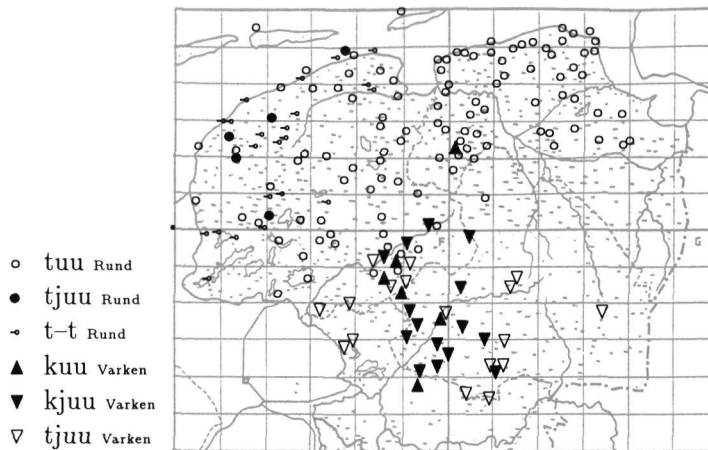 tuu Rund
tjuu Rund
t–t Rund
kuu Varken
kjuu Varken
tjuu Varken
F
G